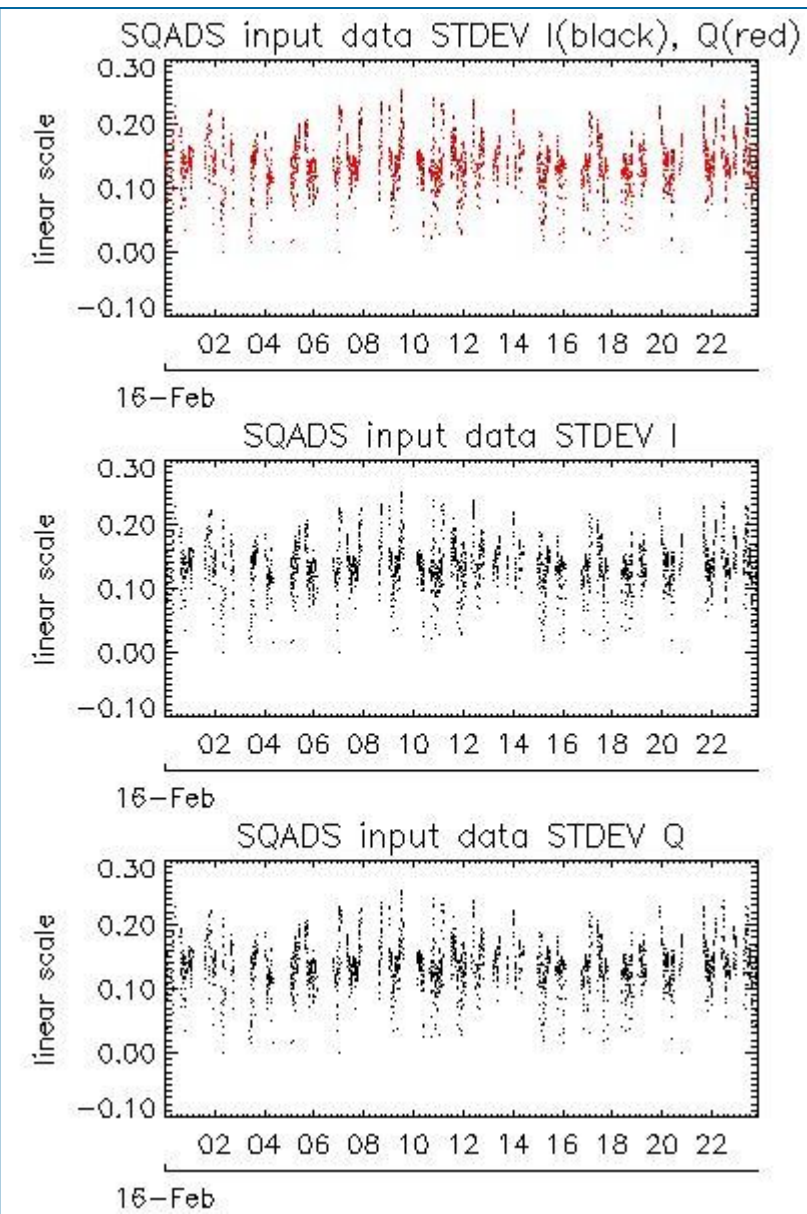 SQADS input data STDEV I(black), Q(red)
0.30
0.20
0.10
0.00
−0.10
linear scale
02 04 06 08 10 12 14 16 18 20 22
16−Feb
SQADS input data STDEV I
0.30
0.20
0.10
0.00
−0.10
linear scale
02 04 06 08 10 12 14 16 18 20 22
16−Feb
SQADS input data STDEV Q
0.30
0.20
0.10
0.00
−0.10
linear scale
02 04 06 08 10 12 14 16 18 20 22
16−Feb